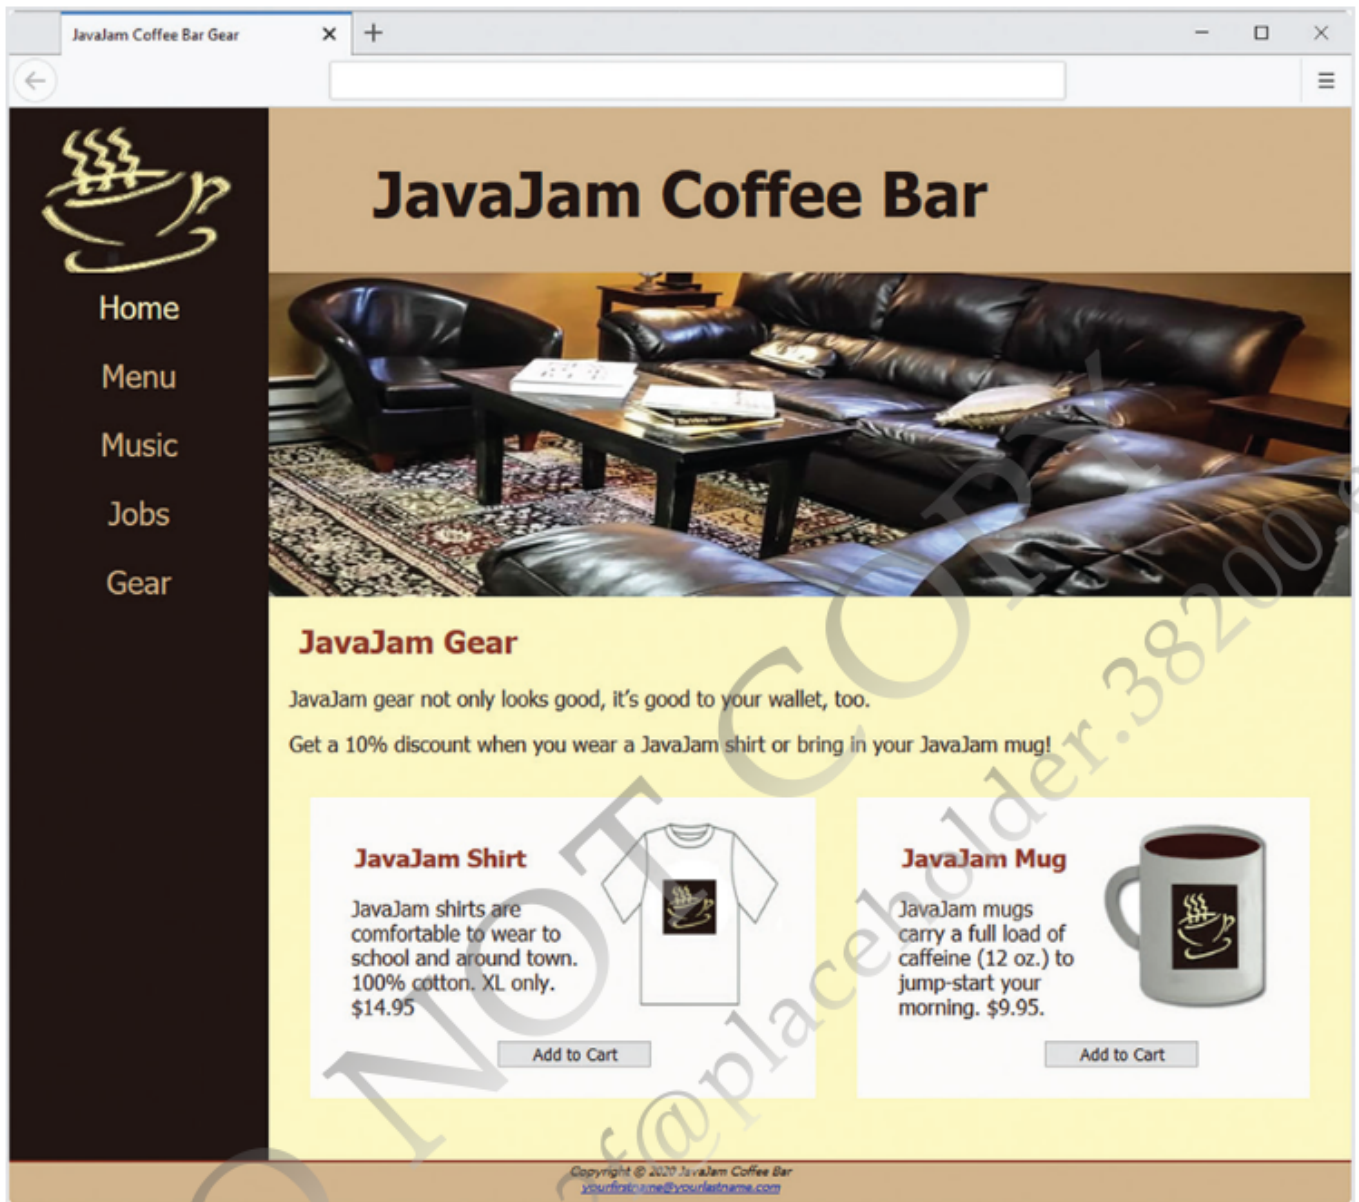 JavaJam Coffee Bar Gear
JavaJam Coffee Bar
Home
Menu
Music
Jobs
Gear
JavaJam Gear
JavaJam gear not only looks good, it’s good to your wallet, too.
Get a 10% discount when you wear a JavaJam shirt or bring in your JavaJam mug!
JavaJam Shirt
JavaJam shirts are
comfortable to wear to
school and around town.
100% cotton. XL only.
$14.95
Add to Cart
JavaJam Mug
JavaJam mugs
carry a full load of
caffeine (12 oz.) to
jump-start your
morning. $9.95.
Add to Cart
Copyright © 2020 JavaJam Coffee Bar
yourfirstname@yourlastname.com
NOT COPY
@placeholder.38200.